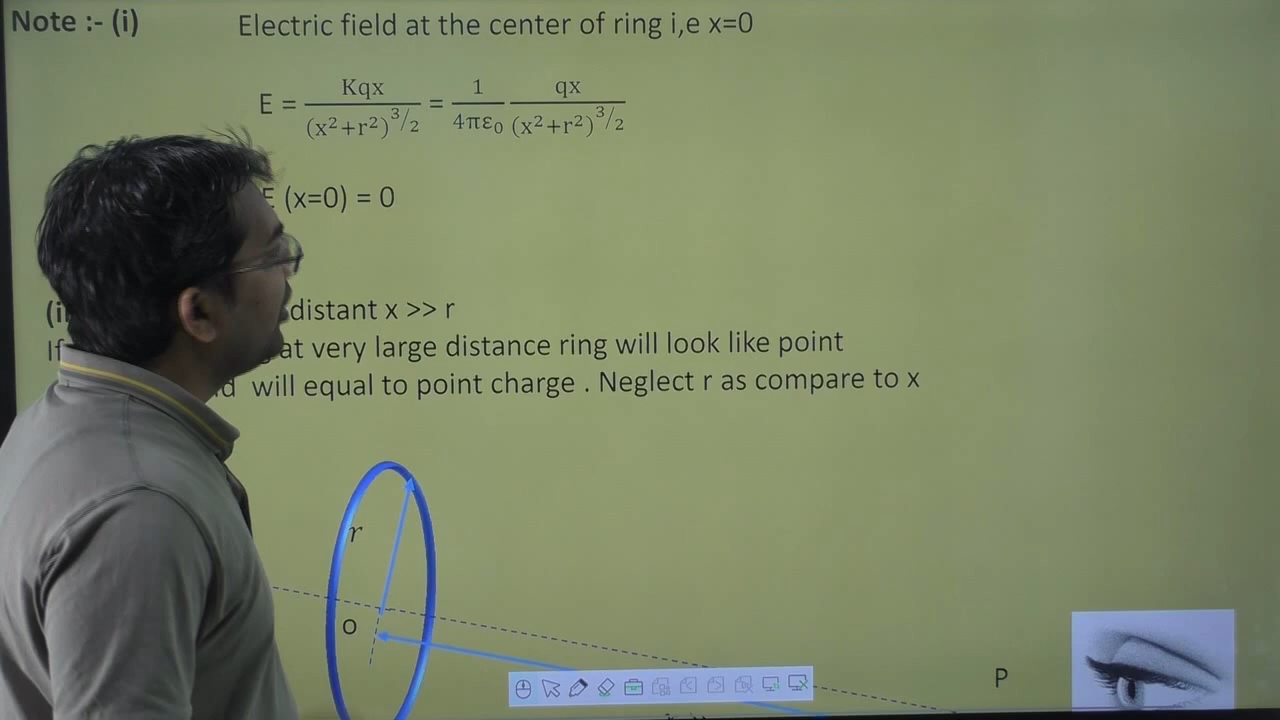 Note :- (i) Electric field at the center of ring i,e x=0
E = Kqx / (x²+r²)^3/2 = 1 / 4πε₀ qx / (x²+r²)^3/2
E (x=0) = 0
distant x >> r
If at very large distance ring will look like point
will equal to point charge . Neglect r as compare to x
r
O
P